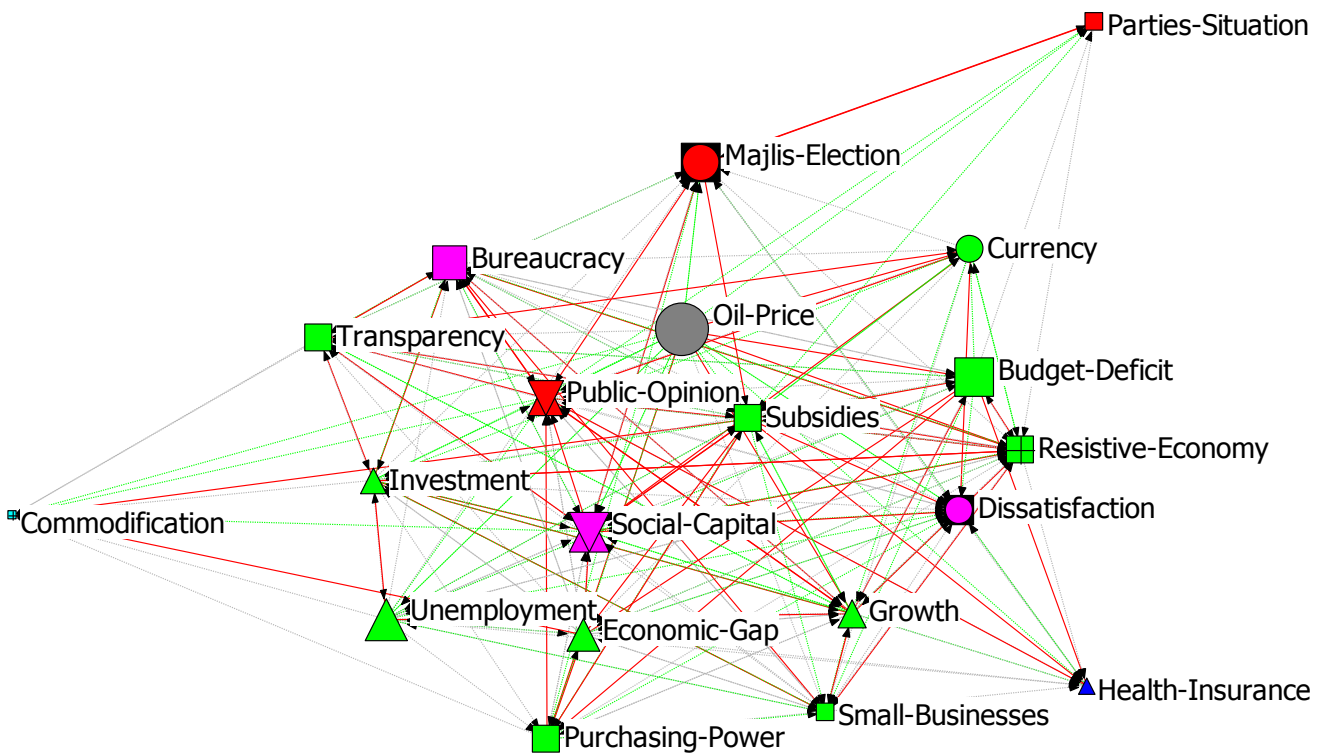 Parties-Situation
Majlis-Election
Currency
Bureaucracy
Oil-Price
Transparency
Budget-Deficit
Public-Opinion
Subsidies
Resistive-Economy
Investment
Dissatisfaction
Commodification
Social-Capital
Unemployment
Growth
Economic-Gap
Health-Insurance
Small-Businesses
Purchasing-Power